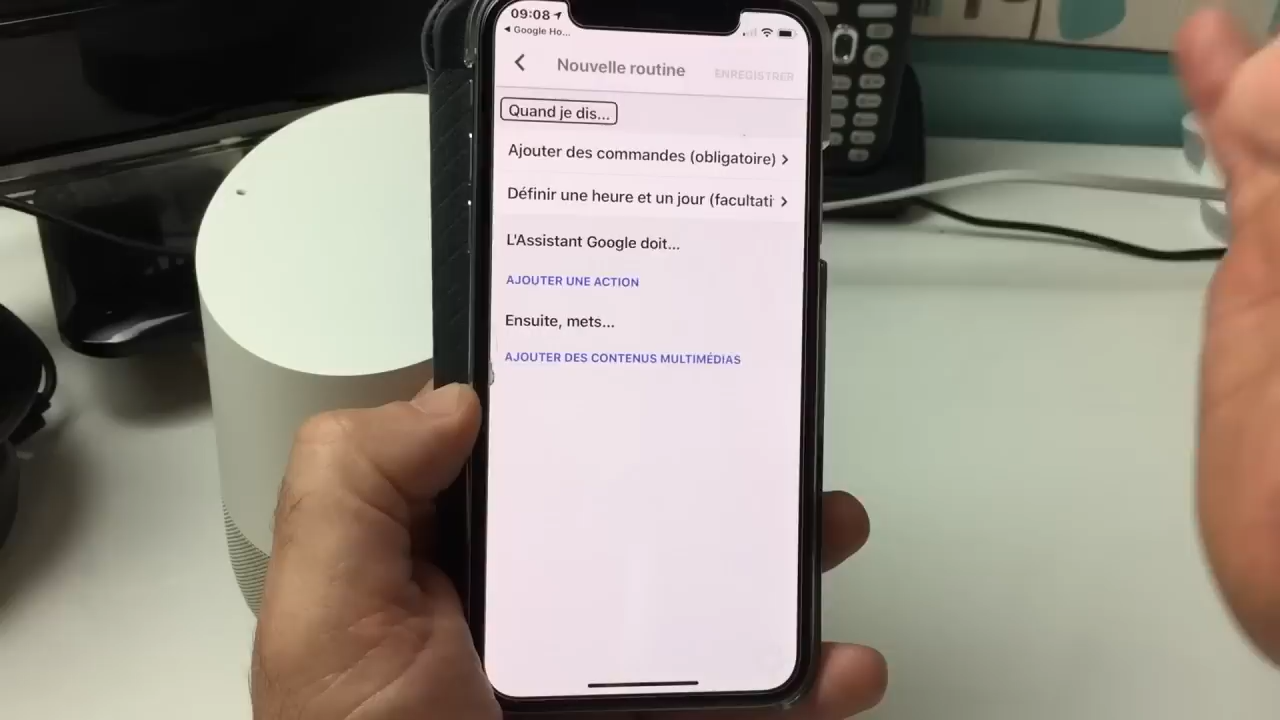 09:08
Google Ho...
Nouvelle routine
ENREGISTRER
Quand je dis...
Ajouter des commandes (obligatoire)
Définir une heure et un jour (facultati
L'Assistant Google doit...
AJOUTER UNE ACTION
Ensuite, mets...
AJOUTER DES CONTENUS MULTIMÉDIAS